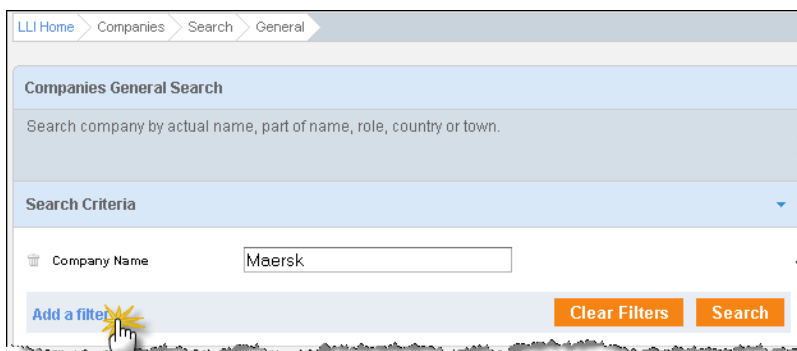 LLI Home Companies Search General
Companies General Search
Search company by actual name, part of name, role, country or town.
Search Criteria
Company Name Maersk
Add a filter Clear Filters Search